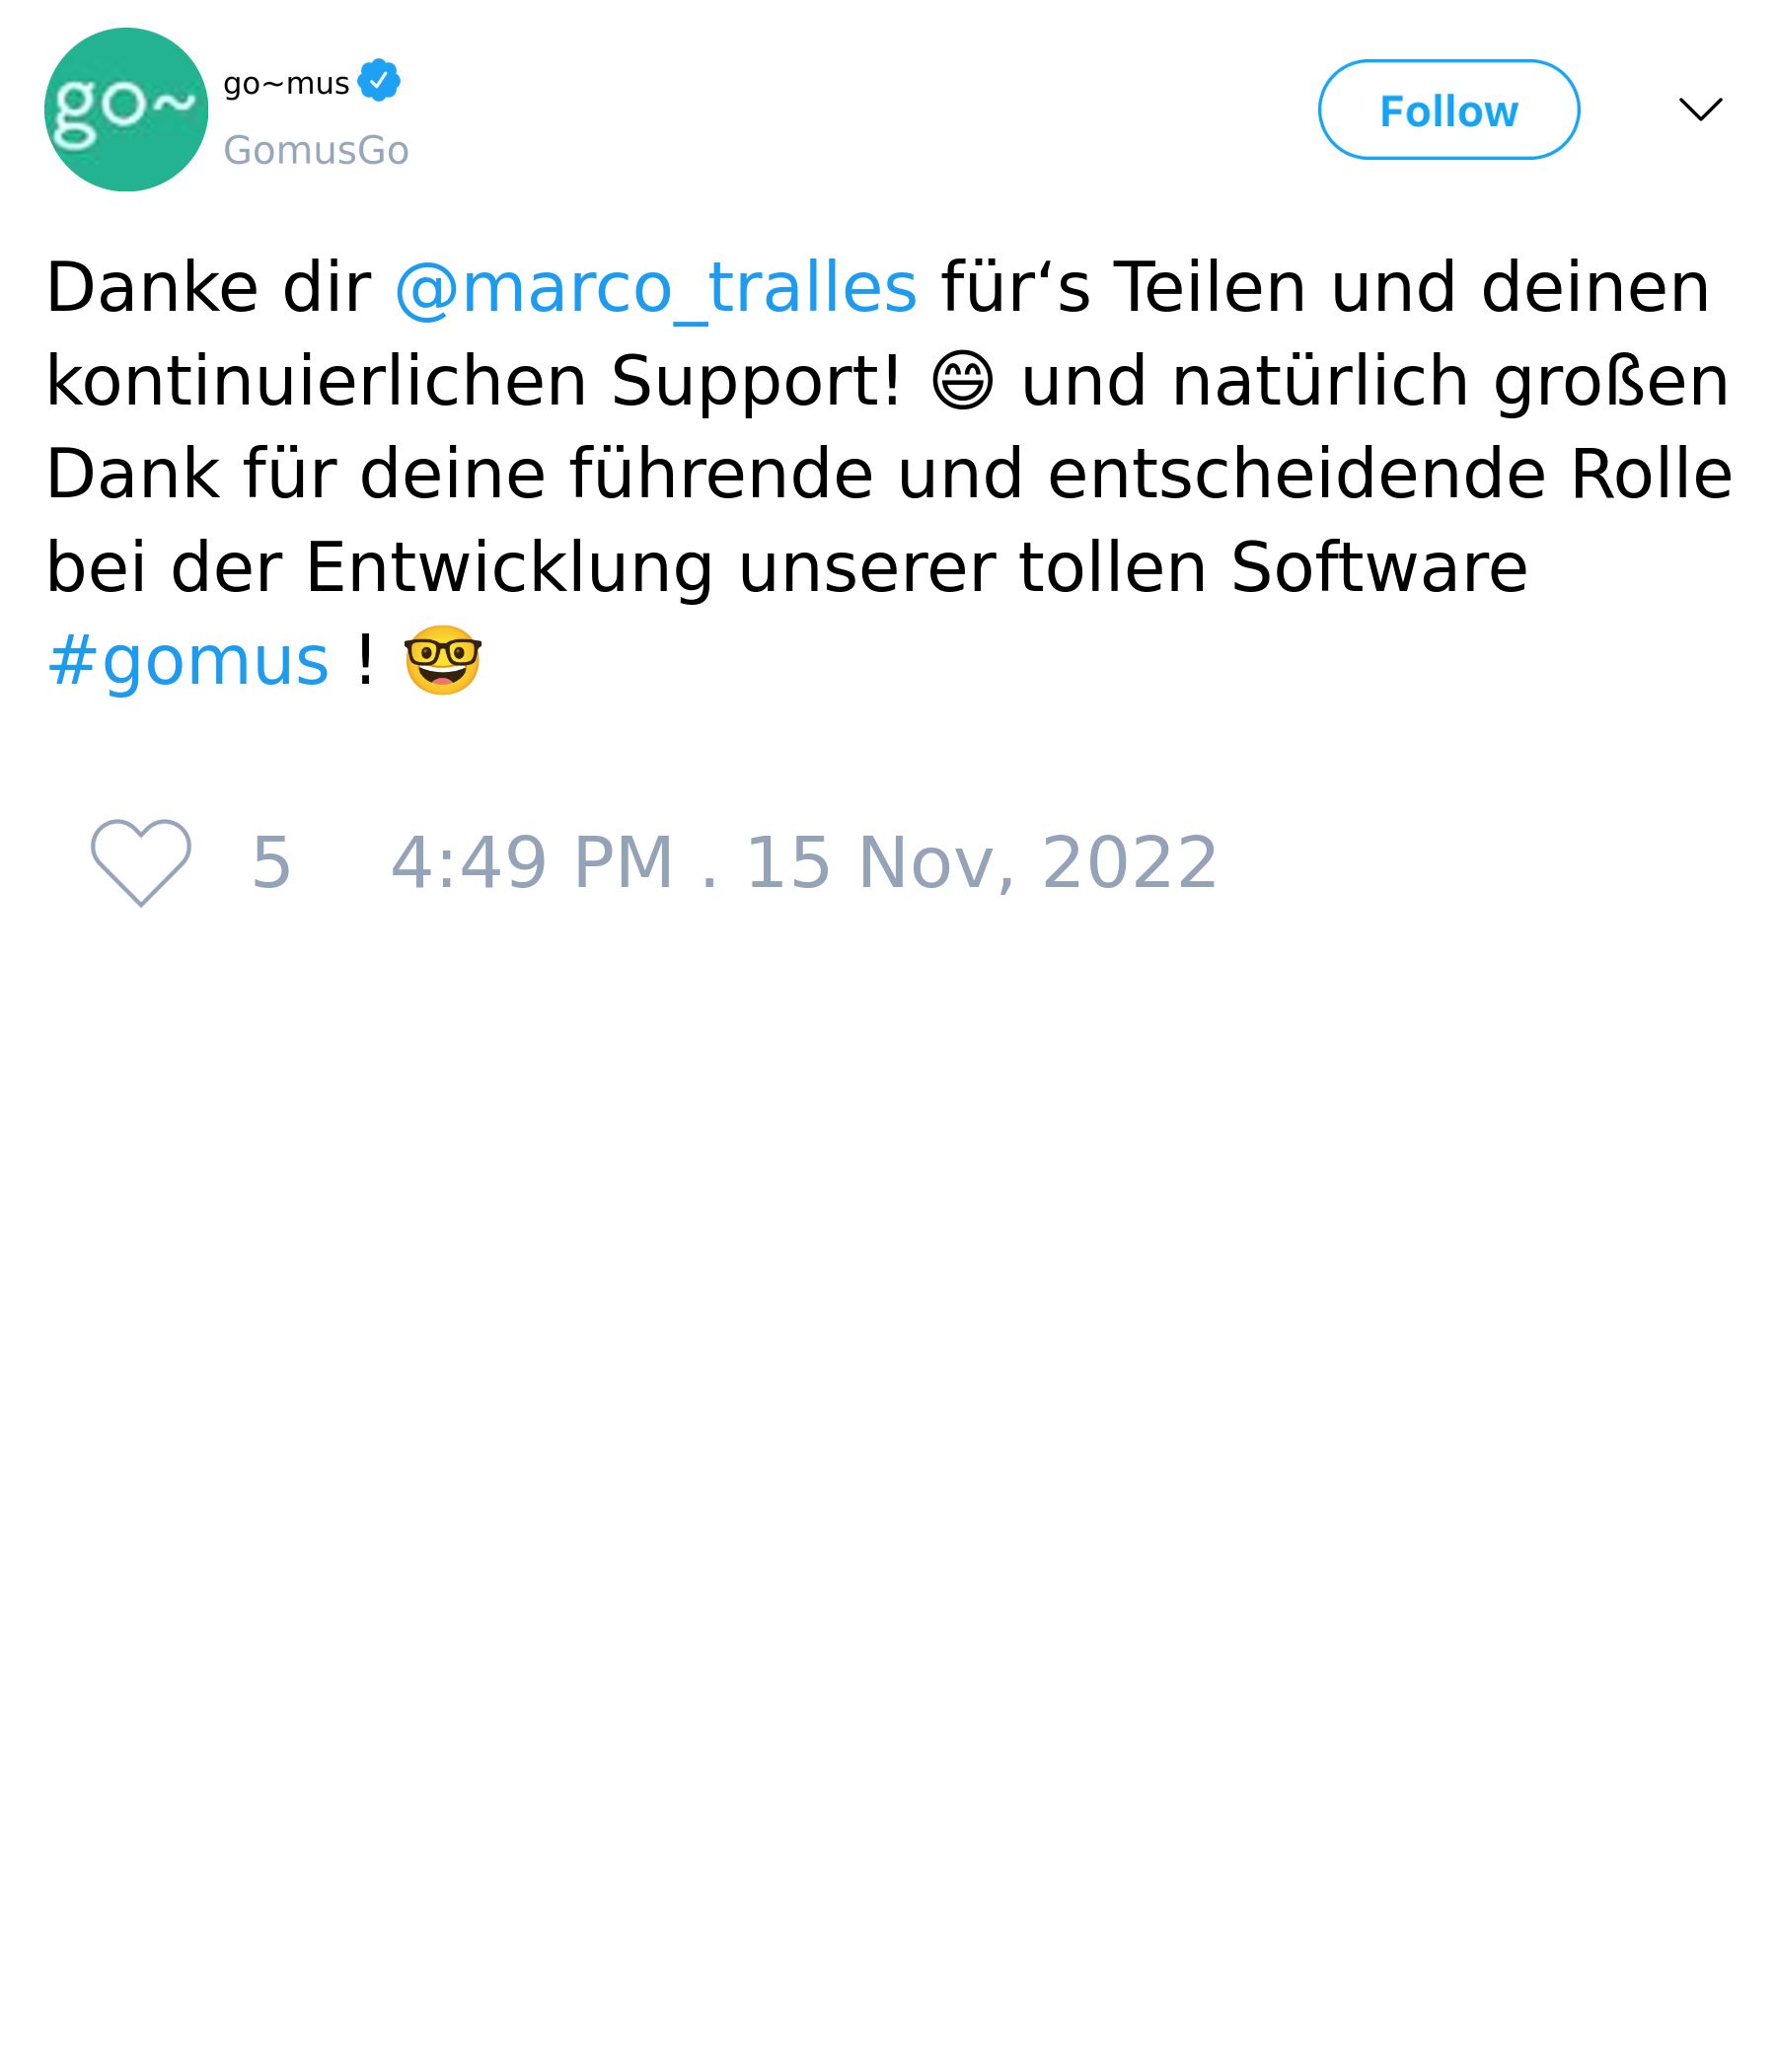 go~
go~mus
GomusGo
Follow
Danke dir @marco_tralles für‘s Teilen und deinen
kontinuierlichen Support! 😄 und natürlich großen
Dank für deine führende und entscheidende Rolle
bei der Entwicklung unserer tollen Software
#gomus ! 🤓
5 4:49 PM . 15 Nov, 2022